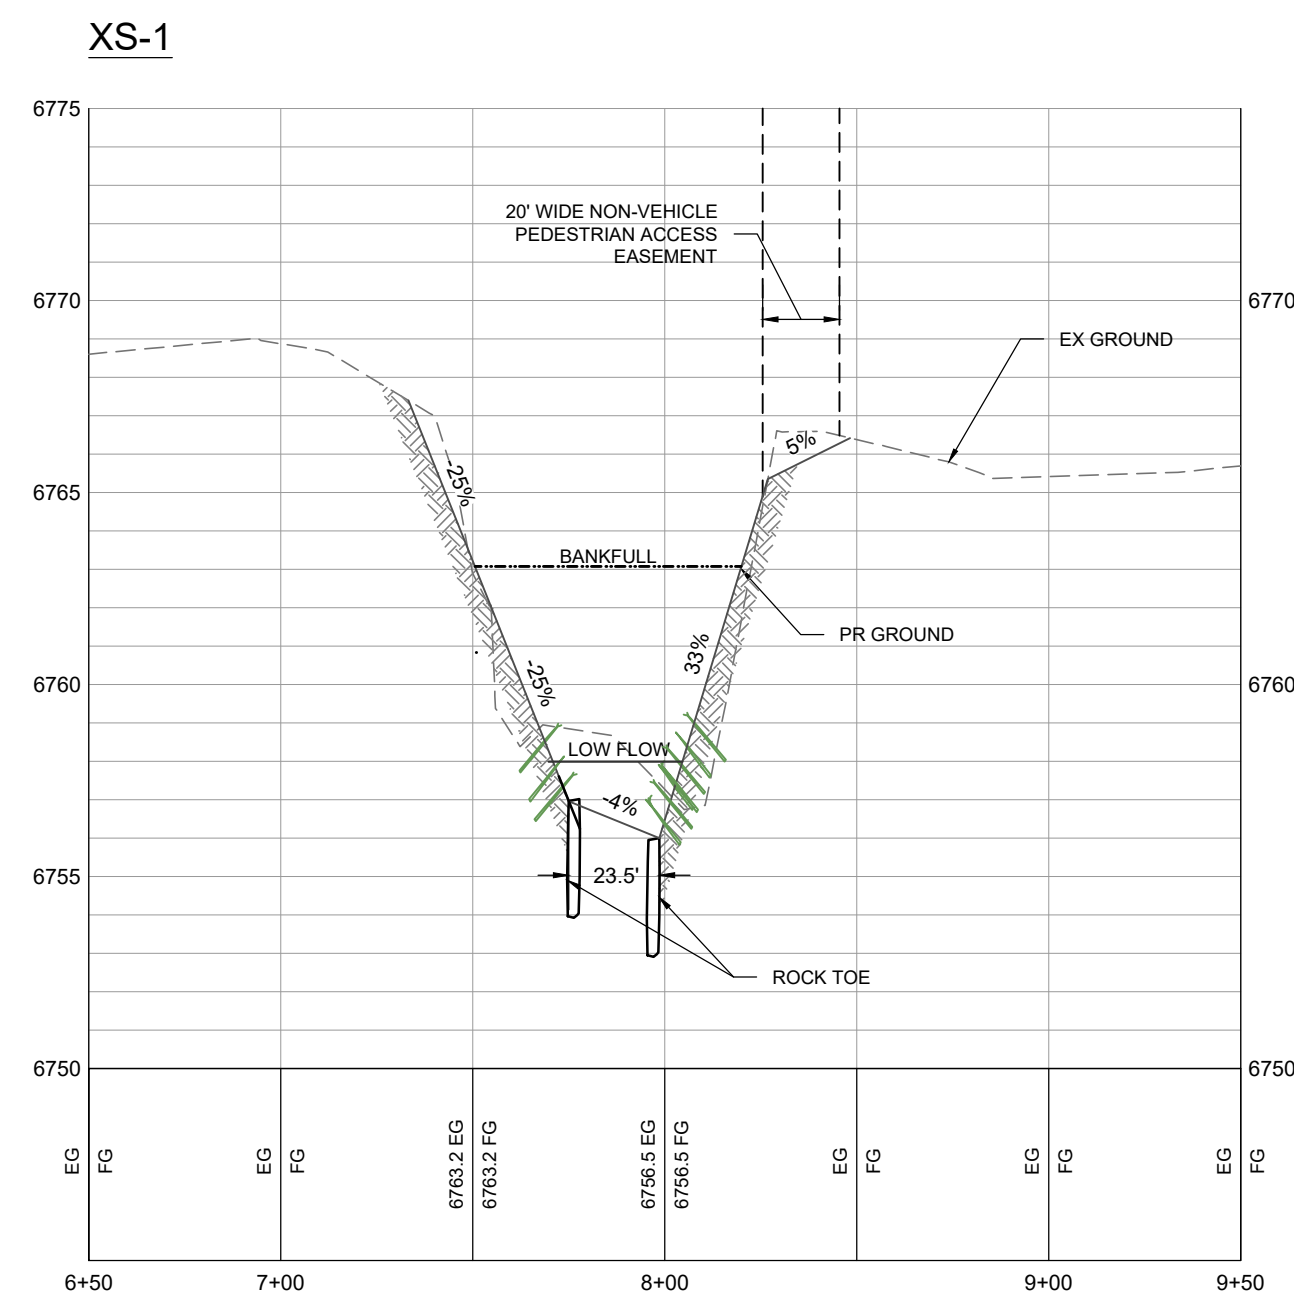 XS-1
6775
20' WIDE NON-VEHICLE
PEDESTRIAN ACCESS
EASEMENT
6770
6770
EX GROUND
5%
-25%
6765
BANKFULL
PR GROUND
33%
-25%
6760
6760
LOW FLOW
-4%
6755
23.5'
ROCK TOE
6750
6750
EG
FG
EG
FG
6763.2 EG
6763.2 FG
6756.5 EG
6756.5 FG
EG
FG
EG
FG
EG
FG
6+50
7+00
8+00
9+00
9+50